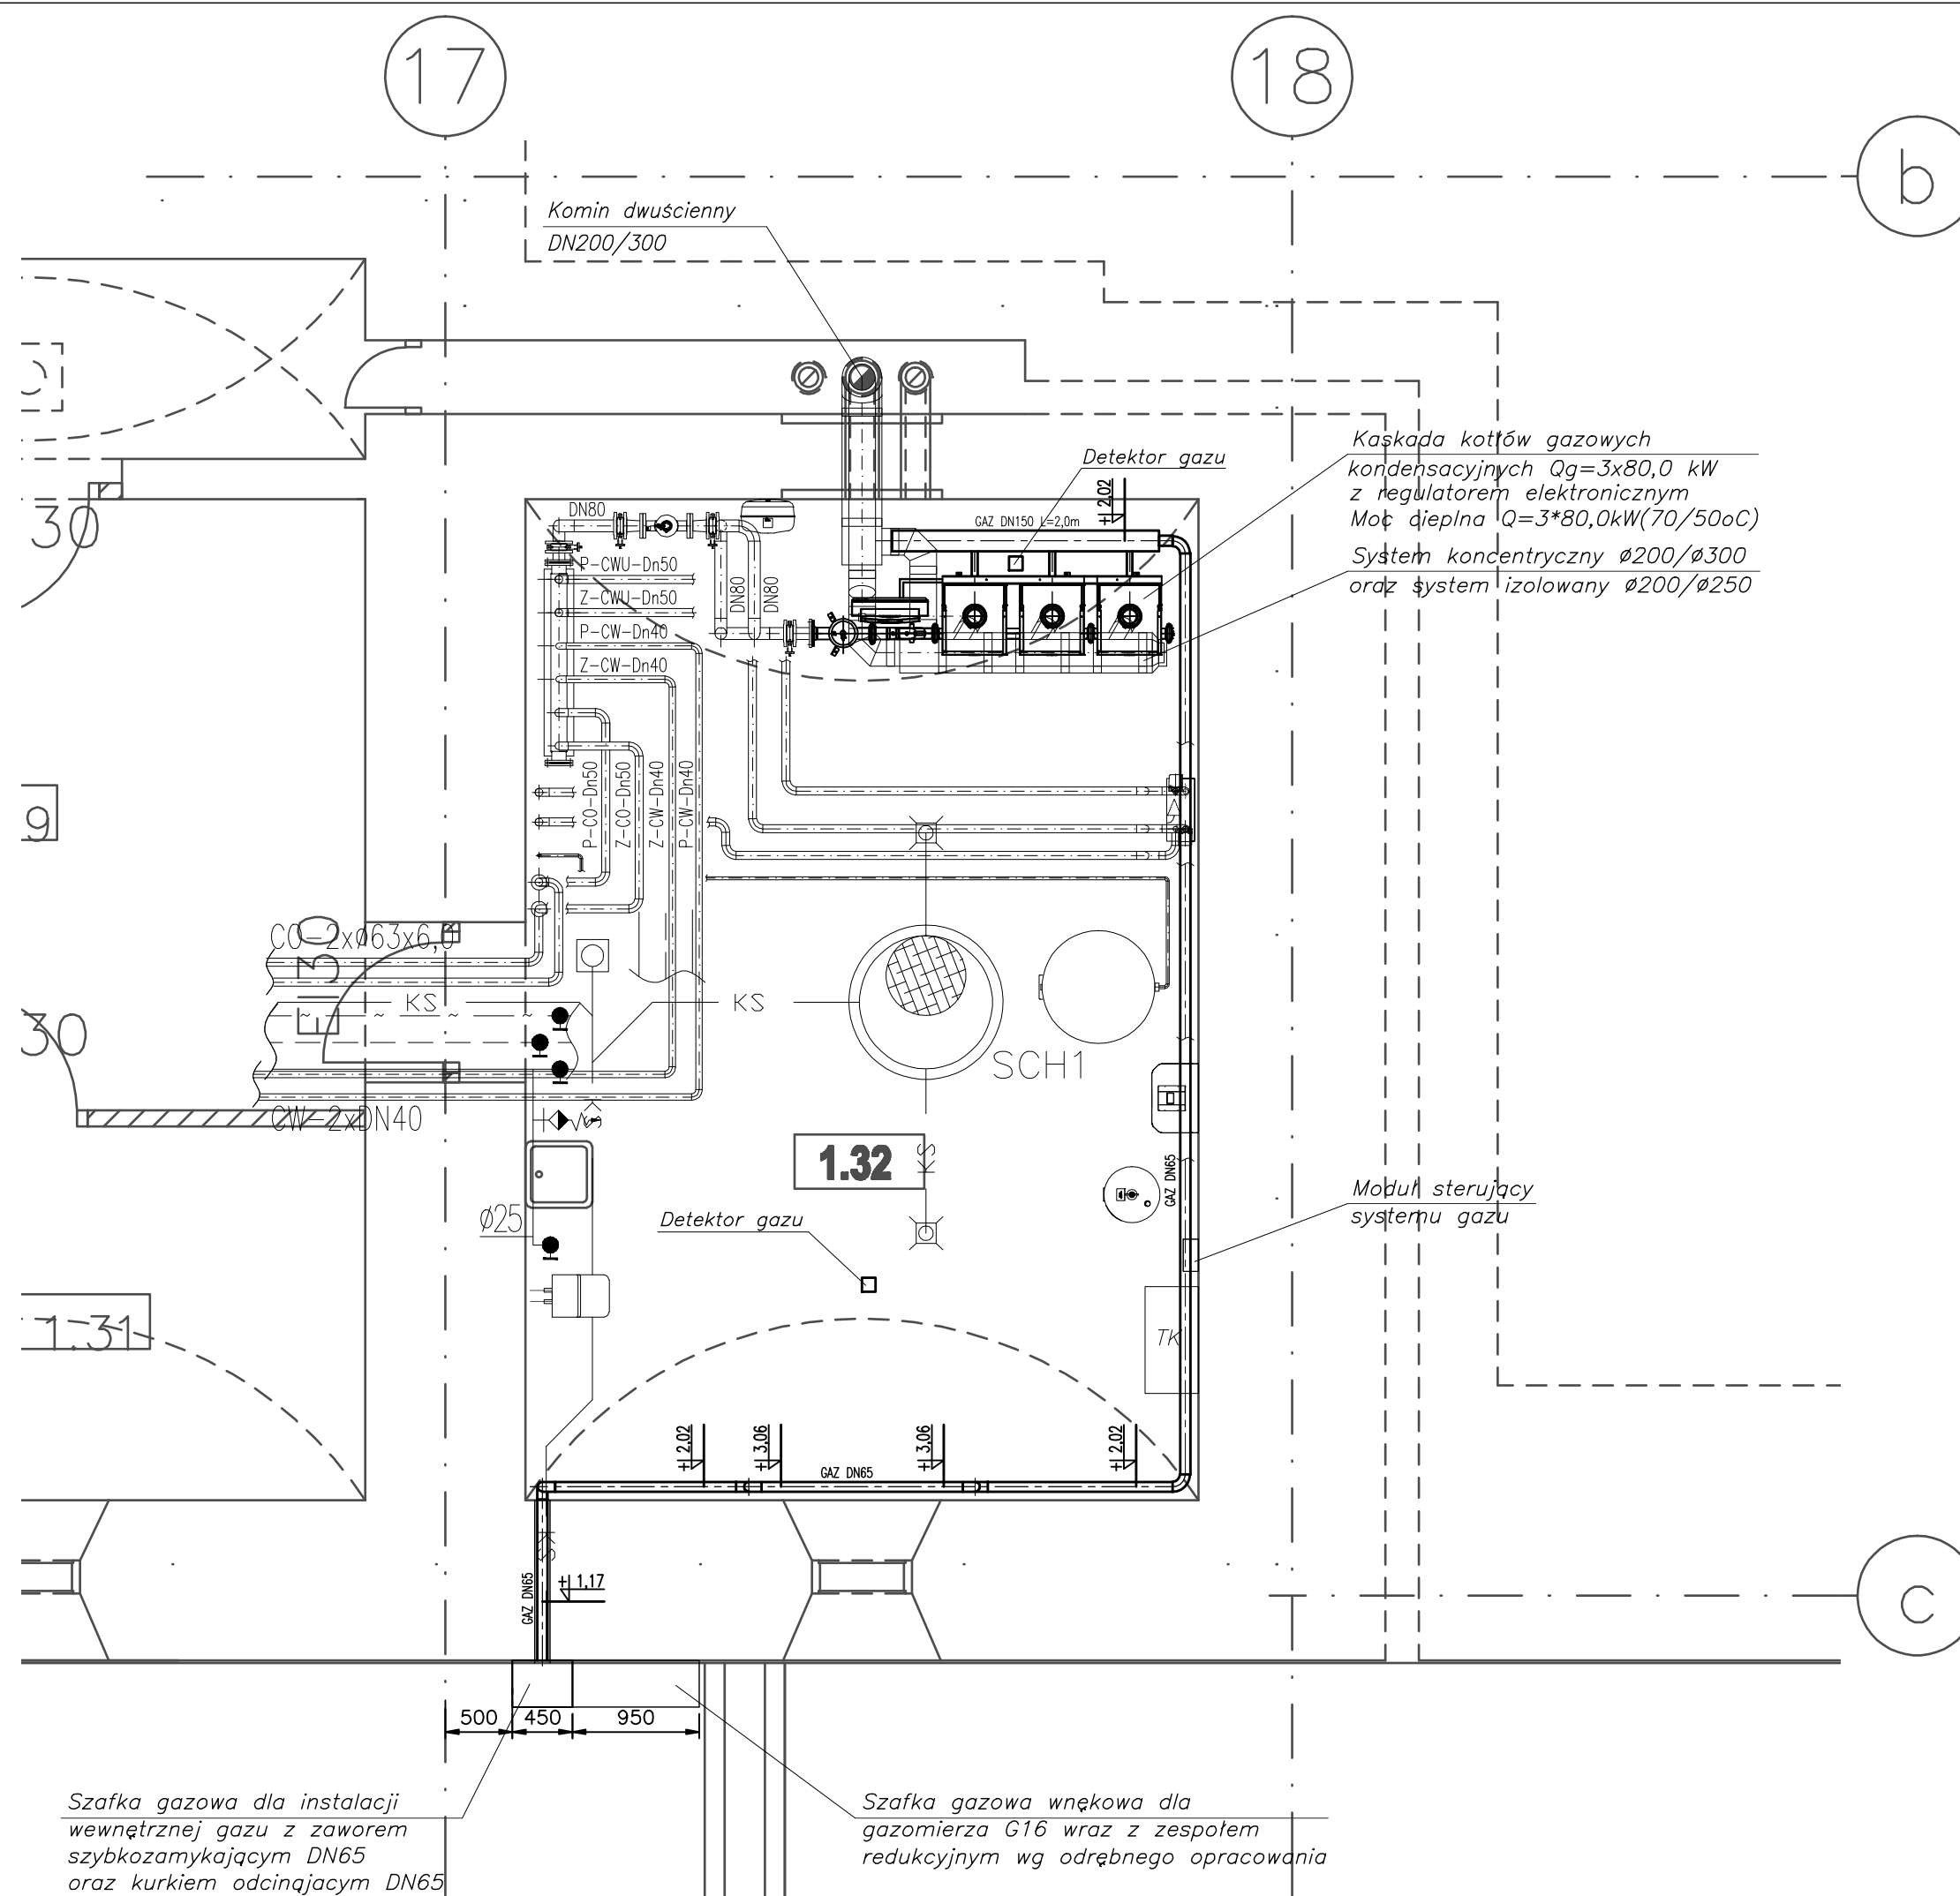 17
18
b
Komin dwuścienny
DN200/300
Kaskada kotłów gazowych
kondensacyjnych Qg=3x80,0 kW
z regulatorem elektronicznym
Moc cieplna Q=3*80,0kW(70/50oC)
Detektor gazu
+ 2,02
GAZ DN150 L=2,0m
System koncentryczny ø200/ø300
oraz system izolowany ø200/ø250
30
DN80
P-CWU-Dn50
Z-CWU-Dn50
P-CW-Dn40
Z-CW-Dn40
DN80
DN80
9
P-CO-Dn50
Z-CO-Dn50
Z-CW-Dn40
P-CW-Dn40
CO-2xø63x6,
EI30
KS
KS
30
SCH1
CW-2xDN40
KS
1.32
KS
GAZ DN65
Moduł sterujący
systemu gazu
ø25
Detektor gazu
1.31
TK
+ 2,02
+ 3,06
+ 3,06
+ 2,02
GAZ DN65
KS
GAZ DN65
+ 1,17
c
500
450
950
Szafka gazowa dla instalacji
wewnętrznej gazu z zaworem
szybkozamykającym DN65
oraz kurkiem odcinąjacym DN65
Szafka gazowa wnękowa dla
gazomierza G16 wraz z zespołem
redukcyjnym wg odrębnego opracowania